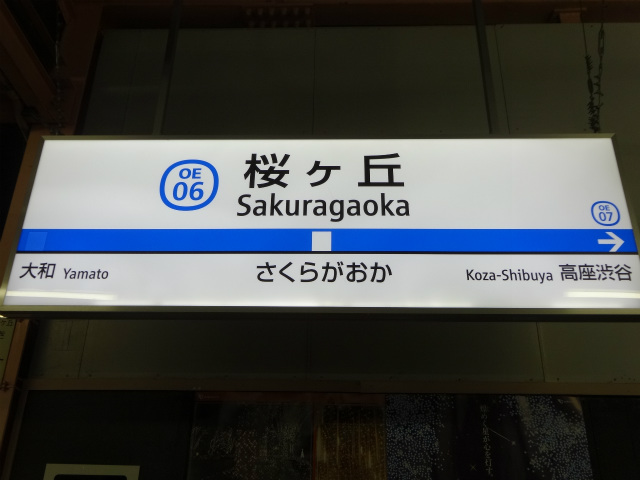 OE
06
桜ヶ丘
Sakuragaoka
OE
07
大和 Yamato
さくらがおか
Koza-Shibuya 高座渋谷